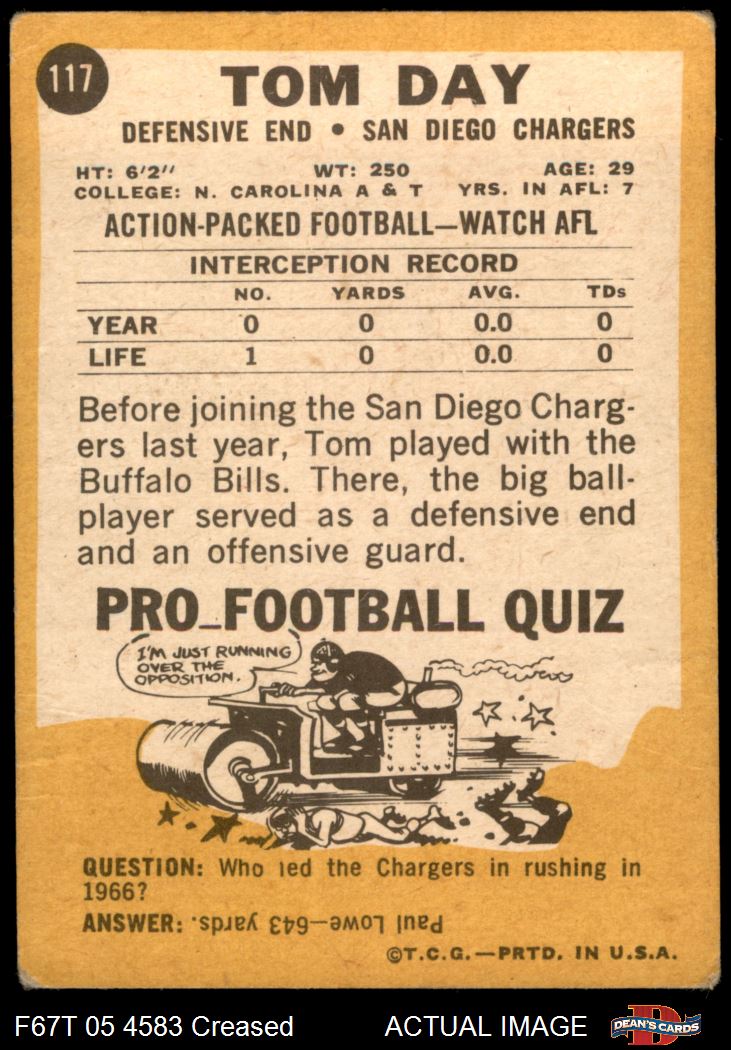 117
TOM DAY
DEFENSIVE END • SAN DIEGO CHARGERS
HT: 6'2" WT: 250 AGE: 29
COLLEGE: N. CAROLINA A & T YRS. IN AFL: 7
ACTION-PACKED FOOTBALL—WATCH AFL
INTERCEPTION RECORD
NO. YARDS AVG. TDs
YEAR 0 0 0.0 0
LIFE 1 0 0.0 0
Before joining the San Diego Charg-
ers last year, Tom played with the
Buffalo Bills. There, the big ball-
player served as a defensive end
and an offensive guard.
PRO FOOTBALL QUIZ
I'M JUST RUNNING
OVER THE
OPPOSITION.
QUESTION: Who led the Chargers in rushing in
1966?
ANSWER: Paul Lowe—643 yards.
©T.C.G.—PRTD. IN U.S.A.
F67T 05 4583 Creased ACTUAL IMAGE D DEAN'S CARDS